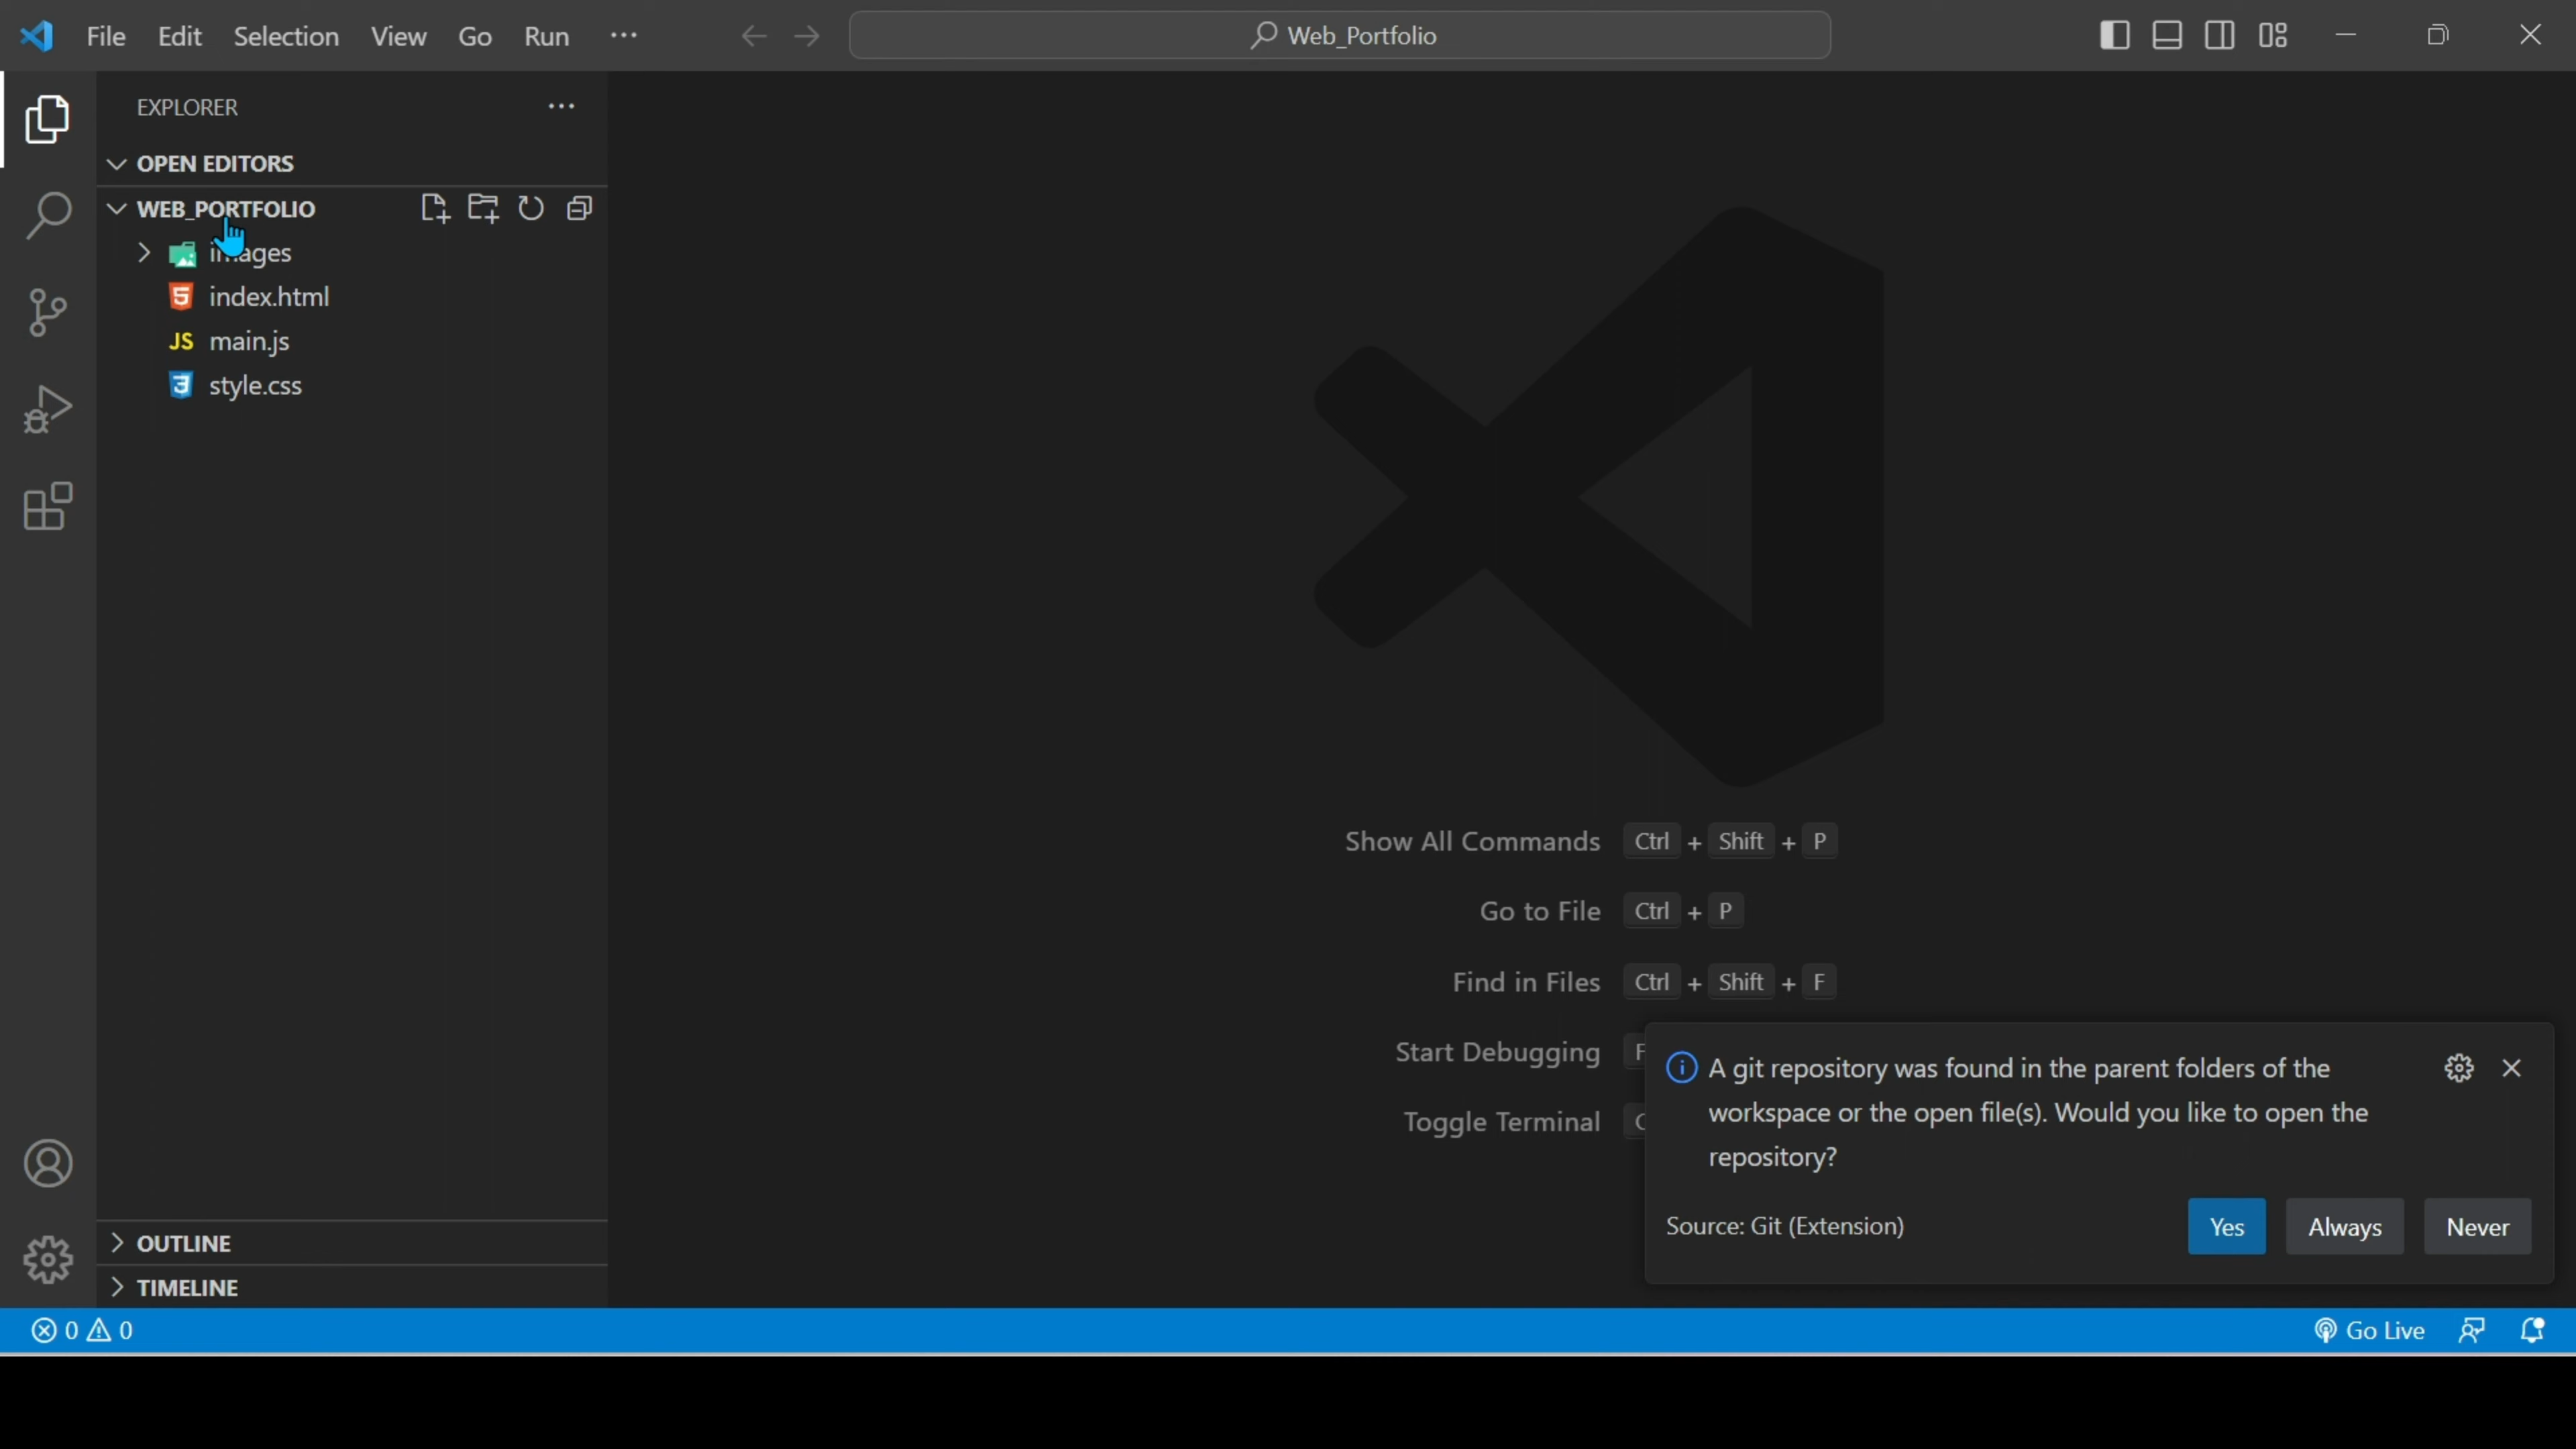 File Edit Selection View Go Run ···
Web_Portfolio
EXPLORER
OPEN EDITORS
WEB_PORTFOLIO
index.html
JS main.js
style.css
Show All Commands Ctrl + Shift + P
Go to File Ctrl + P
Find in Files Ctrl + Shift + F
Start Debugging
Toggle Terminal
A git repository was found in the parent folders of the
workspace or the open file(s). Would you like to open the
repository?
Source: Git (Extension) Yes Always Never
OUTLINE
TIMELINE
0 0 Go Live